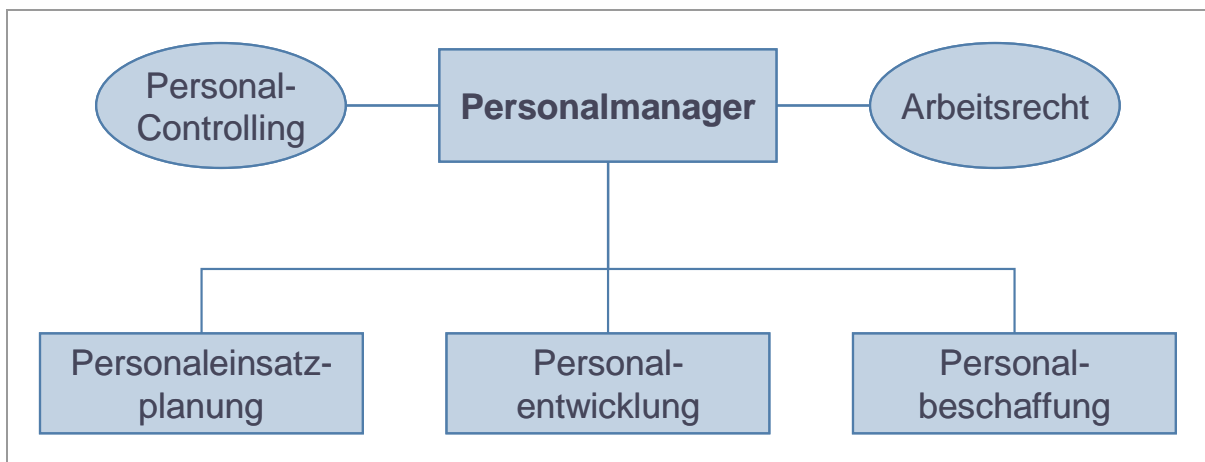 Personal-
Controlling
Personalmanager
Arbeitsrecht
Personaleinsatz-
planung
Personal-
entwicklung
Personal-
beschaffung